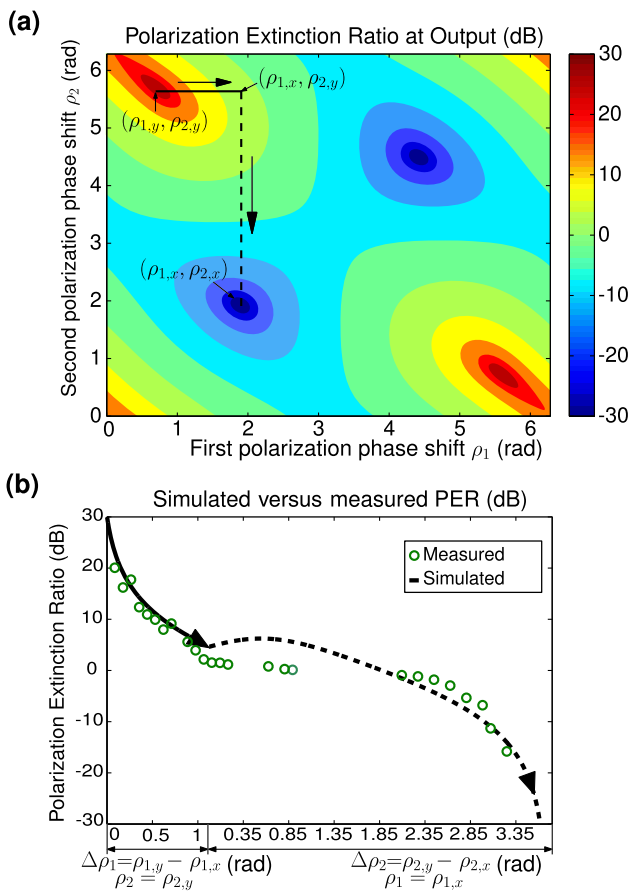 (a)
Polarization Extinction Ratio at Output (dB)
Second polarization phase shift ρ₂ (rad)
6
5
4
3
2
1
0
(ρ₁,ₓ, ρ₂,ᵧ)
(ρ₁,ᵧ, ρ₂,ᵧ)
(ρ₁,ₓ, ρ₂,ₓ)
0 1 2 3 4 5 6
First polarization phase shift ρ₁ (rad)
30
20
10
0
-10
-20
-30
(b)
Simulated versus measured PER (dB)
Polarization Extinction Ratio (dB)
30
20
10
0
-10
-20
-30
Measured
Simulated
0 0.5 1 0.35 0.85 1.35 1.85 2.35 2.85 3.35
Δρ₁=ρ₁,ᵧ− ρ₁,ₓ (rad)
ρ₂ = ρ₂,ᵧ
Δρ₂=ρ₂,ᵧ− ρ₂,ₓ (rad)
ρ₁ = ρ₁,ₓ